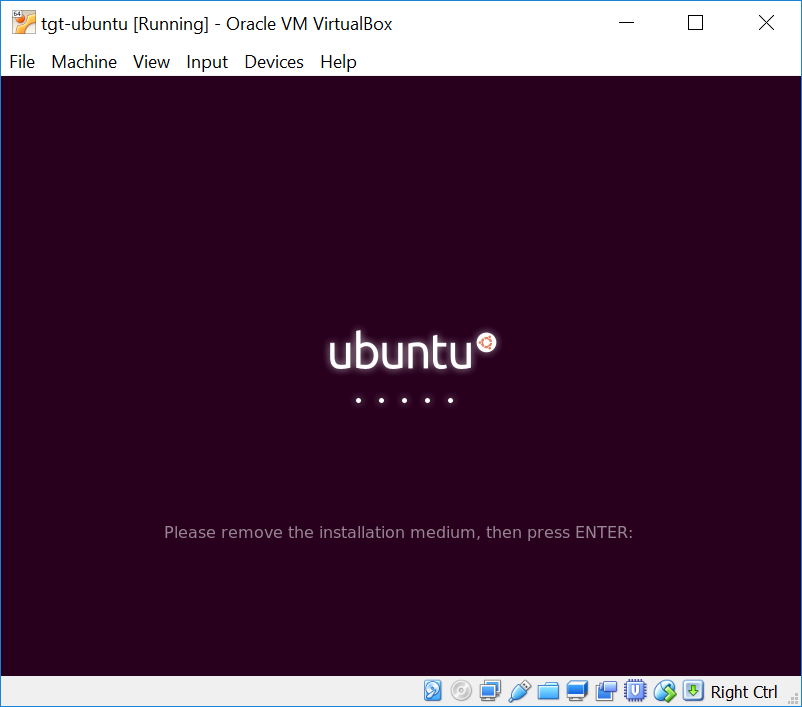 tgt-ubuntu [Running] - Oracle VM VirtualBox
File Machine View Input Devices Help
ubuntu
Please remove the installation medium, then press ENTER:
Right Ctrl